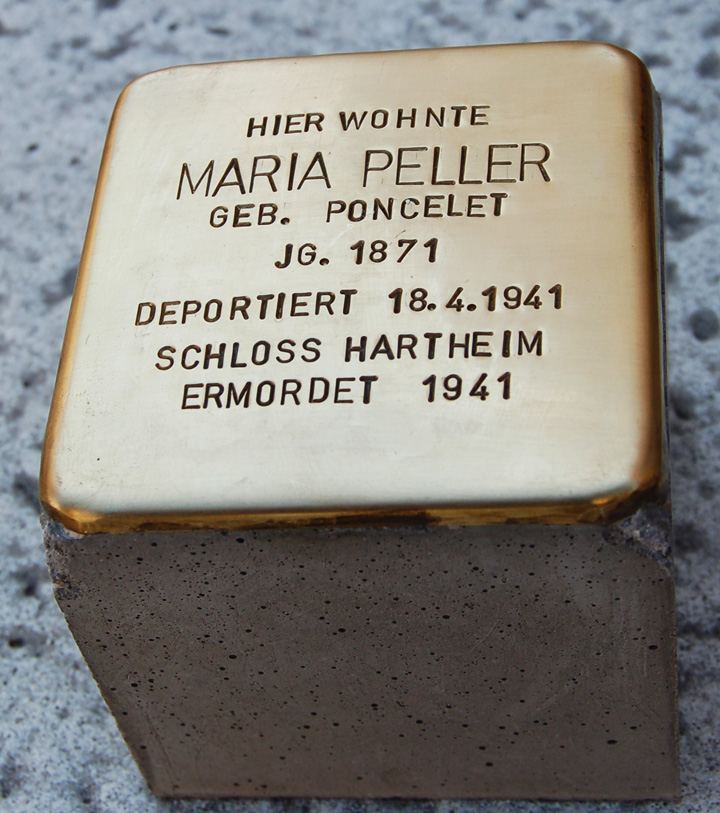 HIER WOHNTE
MARIA PELLER
GEB. PONCELET
JG. 1871
DEPORTIERT 18.4.1941
SCHLOSS HARTHEIM
ERMORDET 1941